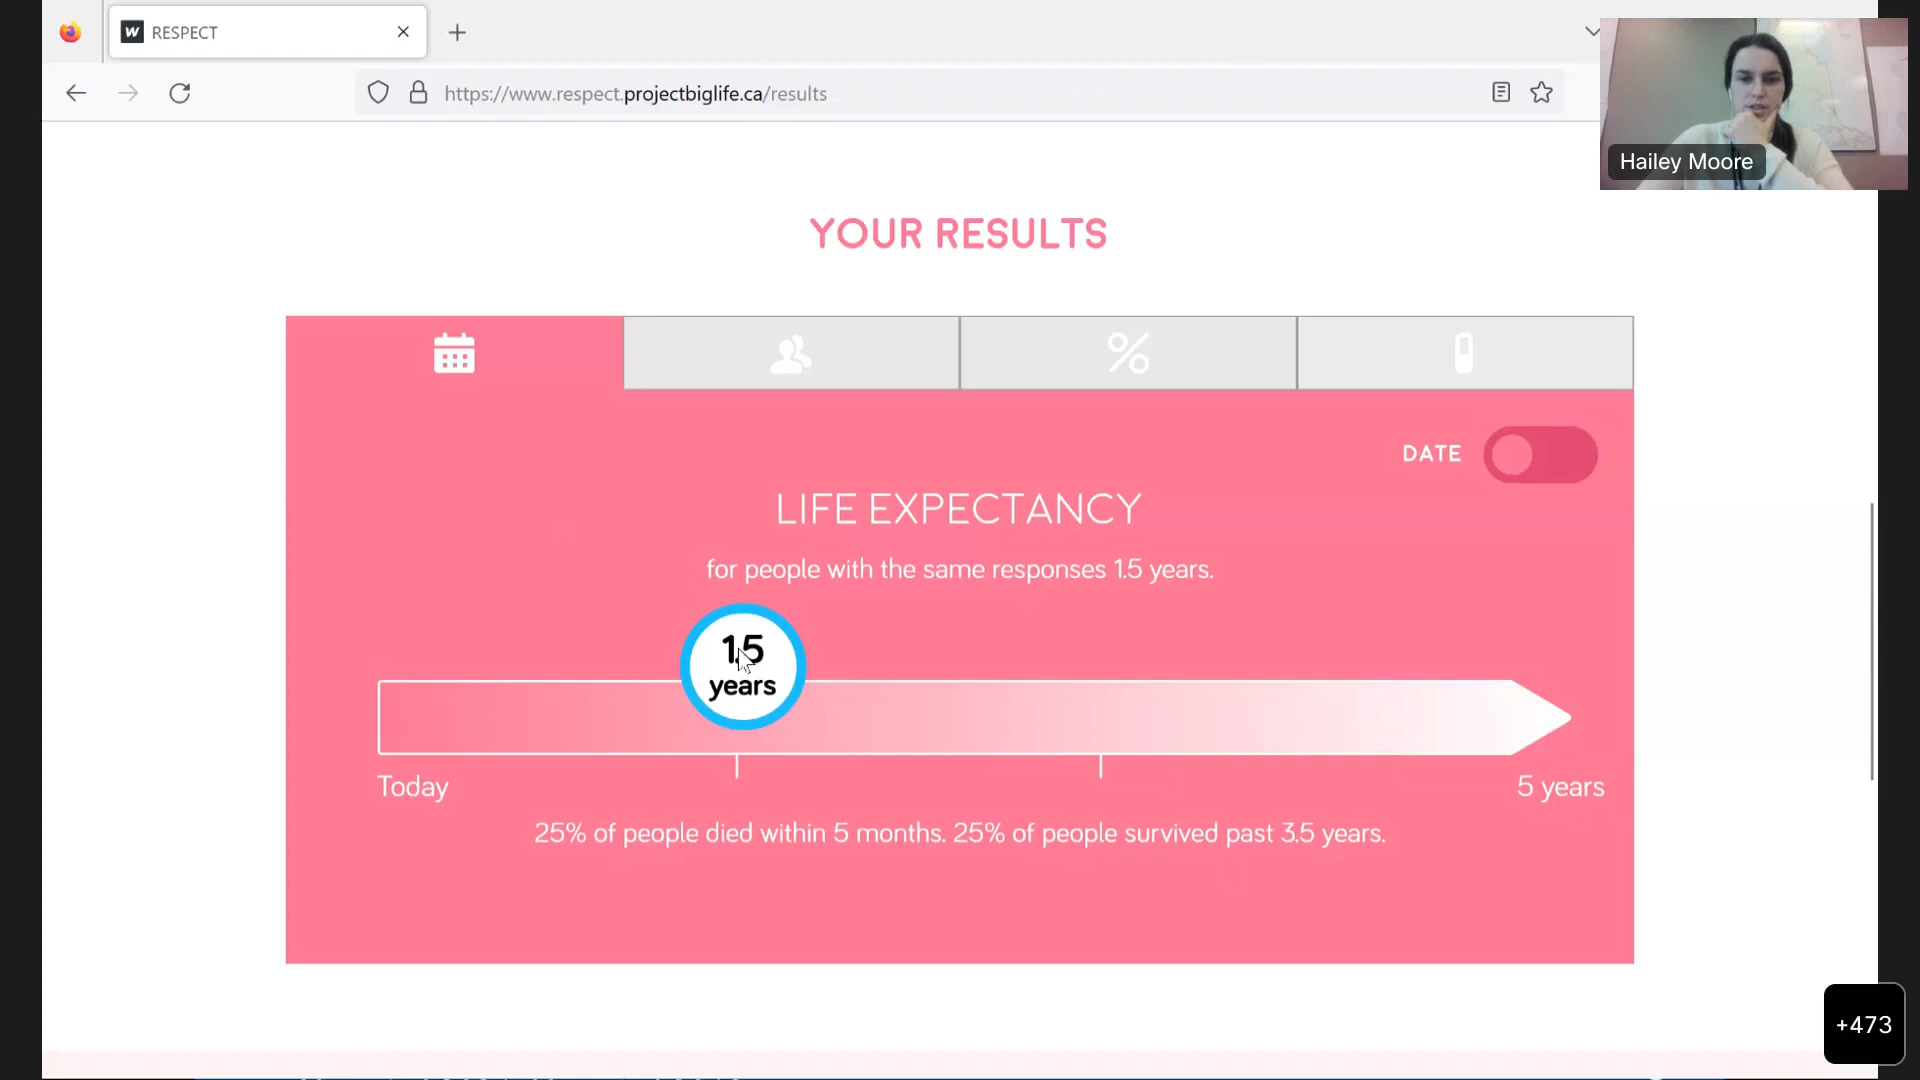 RESPECT
https://www.respect.projectbiglife.ca/results
Hailey Moore
YOUR RESULTS
DATE
LIFE EXPECTANCY
for people with the same responses 1.5 years.
1.5
years
Today
5 years
25% of people died within 5 months. 25% of people survived past 3.5 years.
+473